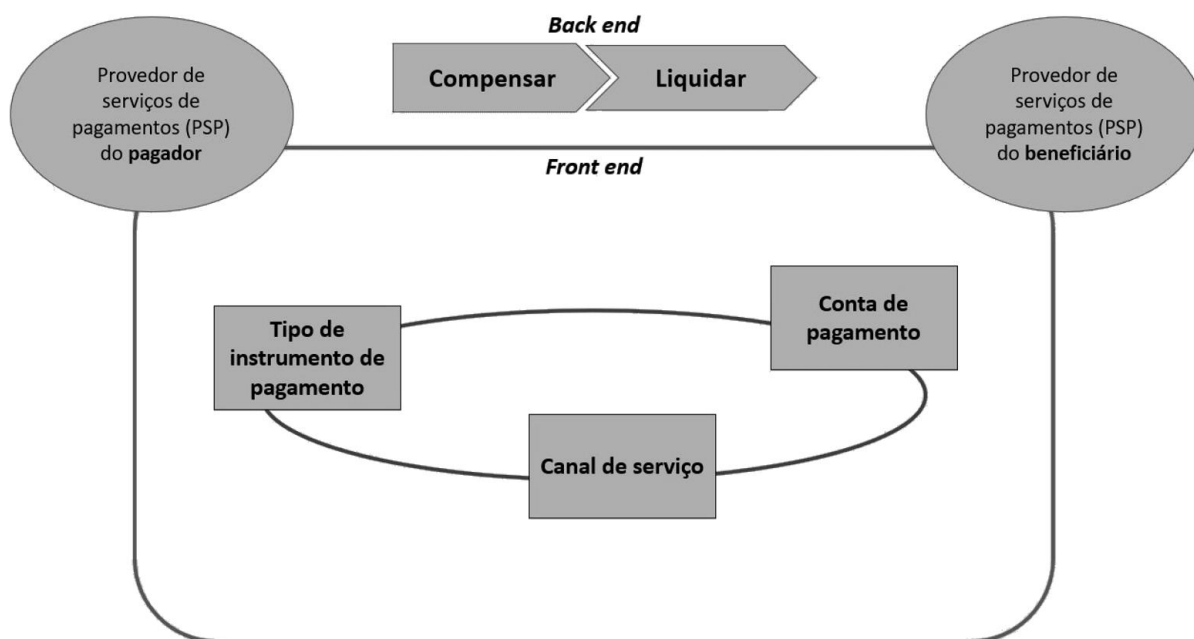 Back end
Provedor de
serviços de
pagamentos (PSP)
do pagador
Compensar
Liquidar
Provedor de
serviços de
pagamentos (PSP)
do beneficiário
Front end
Tipo de
instrumento de
pagamento
Conta de
pagamento
Canal de serviço